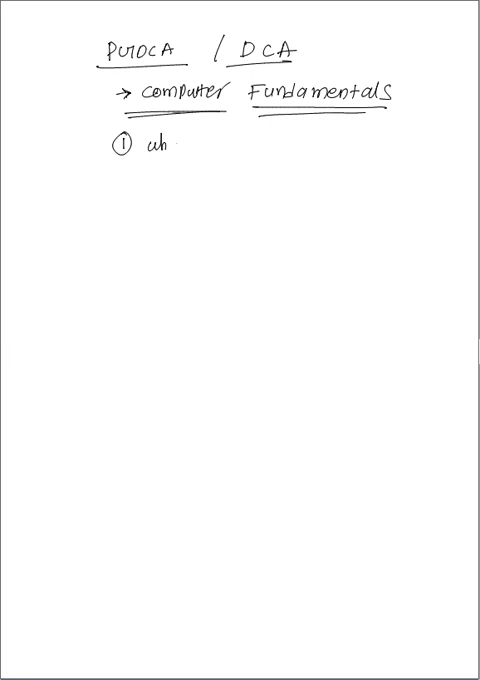 PGDCA / DCA
→ Computer Fundamentals
① wh